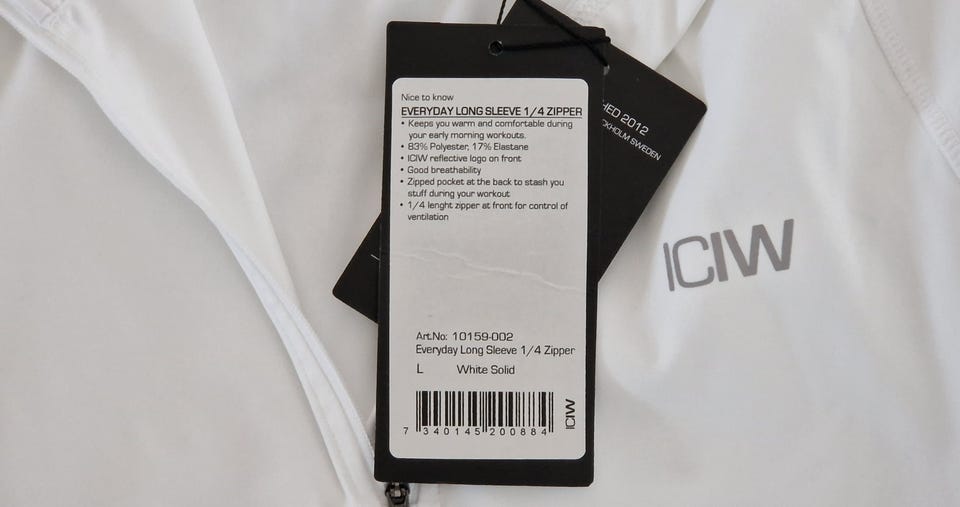 Nice to know
EVERYDAY LONG SLEEVE 1/4 ZIPPER
• Keeps you warm and comfortable during
your early morning workouts.
• 83% Polyester, 17% Elastane
• ICIW reflective logo on front
• Good breathability
• Zipped pocket at the back to stash you
stuff during your workout
• 1/4 lenght zipper at front for control of
ventilation
Art.No: 10159-002
Everyday Long Sleeve 1/4 Zipper
L White Solid
7 340145 200884
ICIW
2012
SWEDEN
ICIW